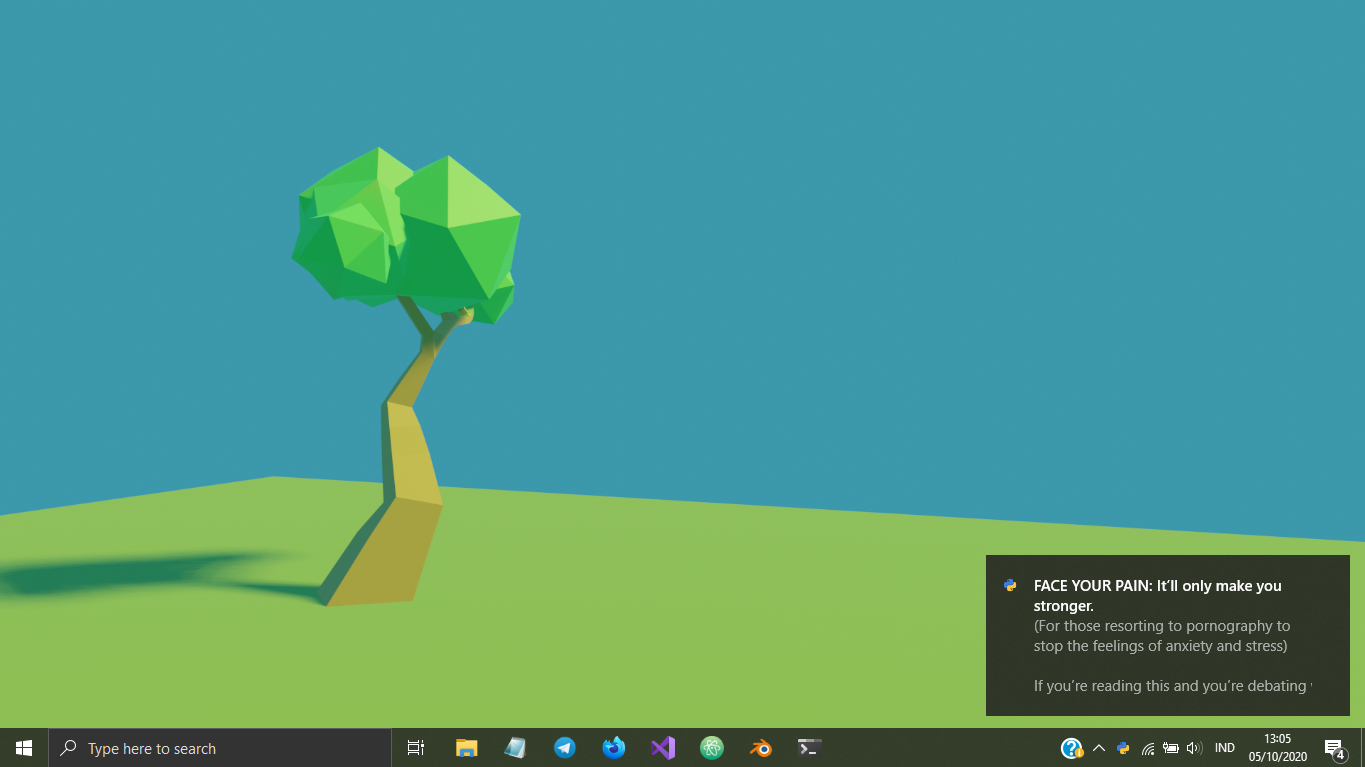 FACE YOUR PAIN: It’ll only make you
stronger.
(For those resorting to pornography to
stop the feelings of anxiety and stress)
If you’re reading this and you’re debating
Type here to search
IND
13:05
05/10/2020
4